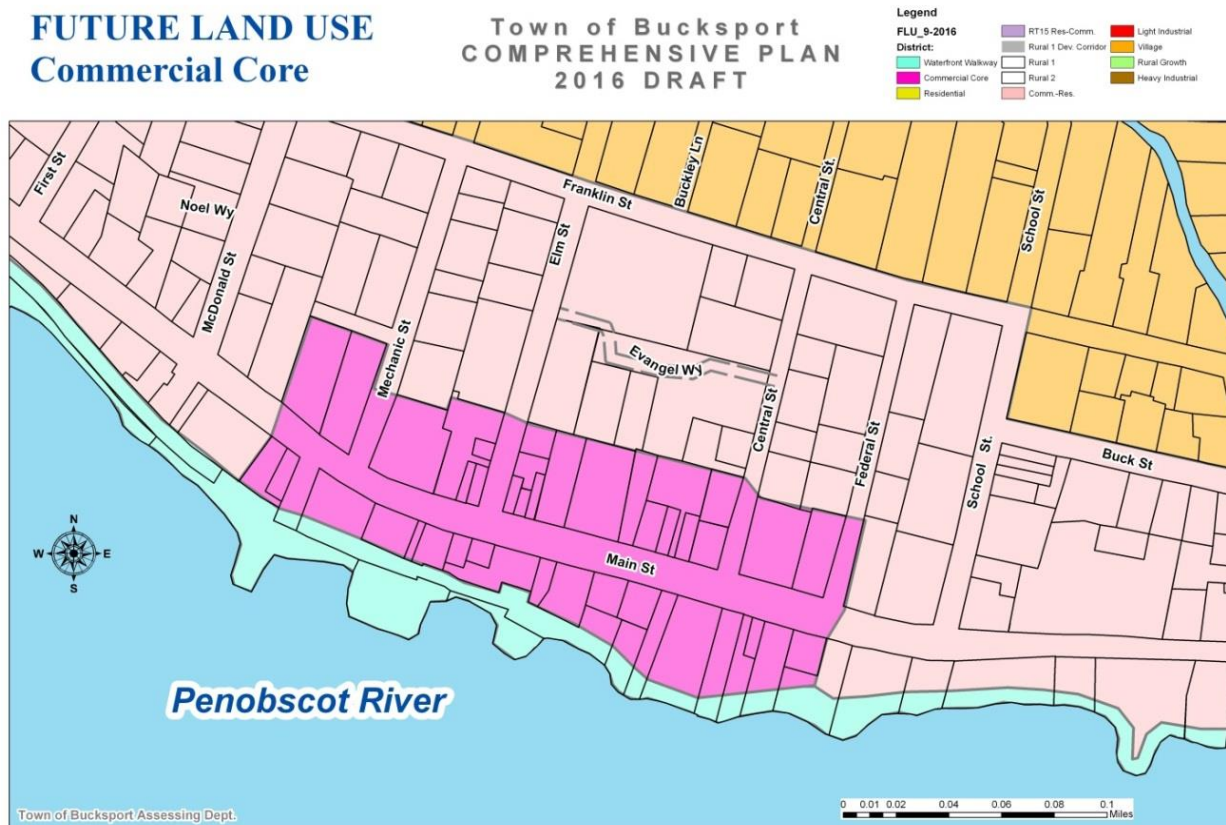 FUTURE LAND USE
Commercial Core
Town of Bucksport
COMPREHENSIVE PLAN
2016 DRAFT
Legend
FLU_9-2016
District:
Waterfront Walkway
Commercial Core
Residential
RT15 Res-Comm.
Rural 1 Dev. Corridor
Rural 1
Rural 2
Comm.-Res.
Light Industrial
Village
Rural Growth
Heavy Industrial
First St
Noel Wy
McDonald St
Mechanic St
Elm St
Franklin St
Buckley Ln
Central St.
School St
Evangel Wy
Central St
Federal St
School St.
Buck St
Main St
N
W E
S
Penobscot River
Town of Bucksport Assessing Dept.
0 0.01 0.02 0.04 0.06 0.08 0.1
Miles